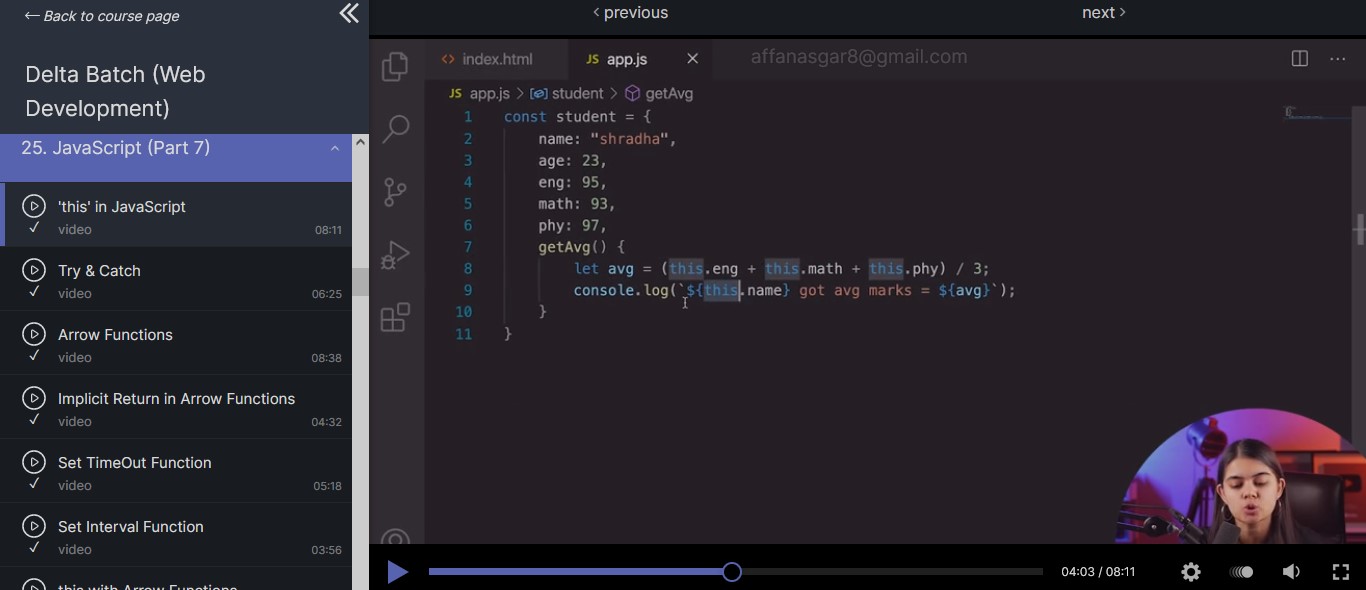 ← Back to course page
Delta Batch (Web
Development)
25. JavaScript (Part 7)
'this' in JavaScript
video 08:11
Try & Catch
video 06:25
Arrow Functions
video 08:38
Implicit Return in Arrow Functions
video 04:32
Set TimeOut Function
video 05:18
Set Interval Function
video 03:56
this with Arrow Functions
< previous next >
<> index.html JS app.js × affanasgar8@gmail.com ...
JS app.js > student > getAvg
1 const student = {
2 name: "shradha",
3 age: 23,
4 eng: 95,
5 math: 93,
6 phy: 97,
7 getAvg() {
8 let avg = (this.eng + this.math + this.phy) / 3;
9 console.log(`${this.name} got avg marks = ${avg}`);
10 }
11 }
04:03 / 08:11